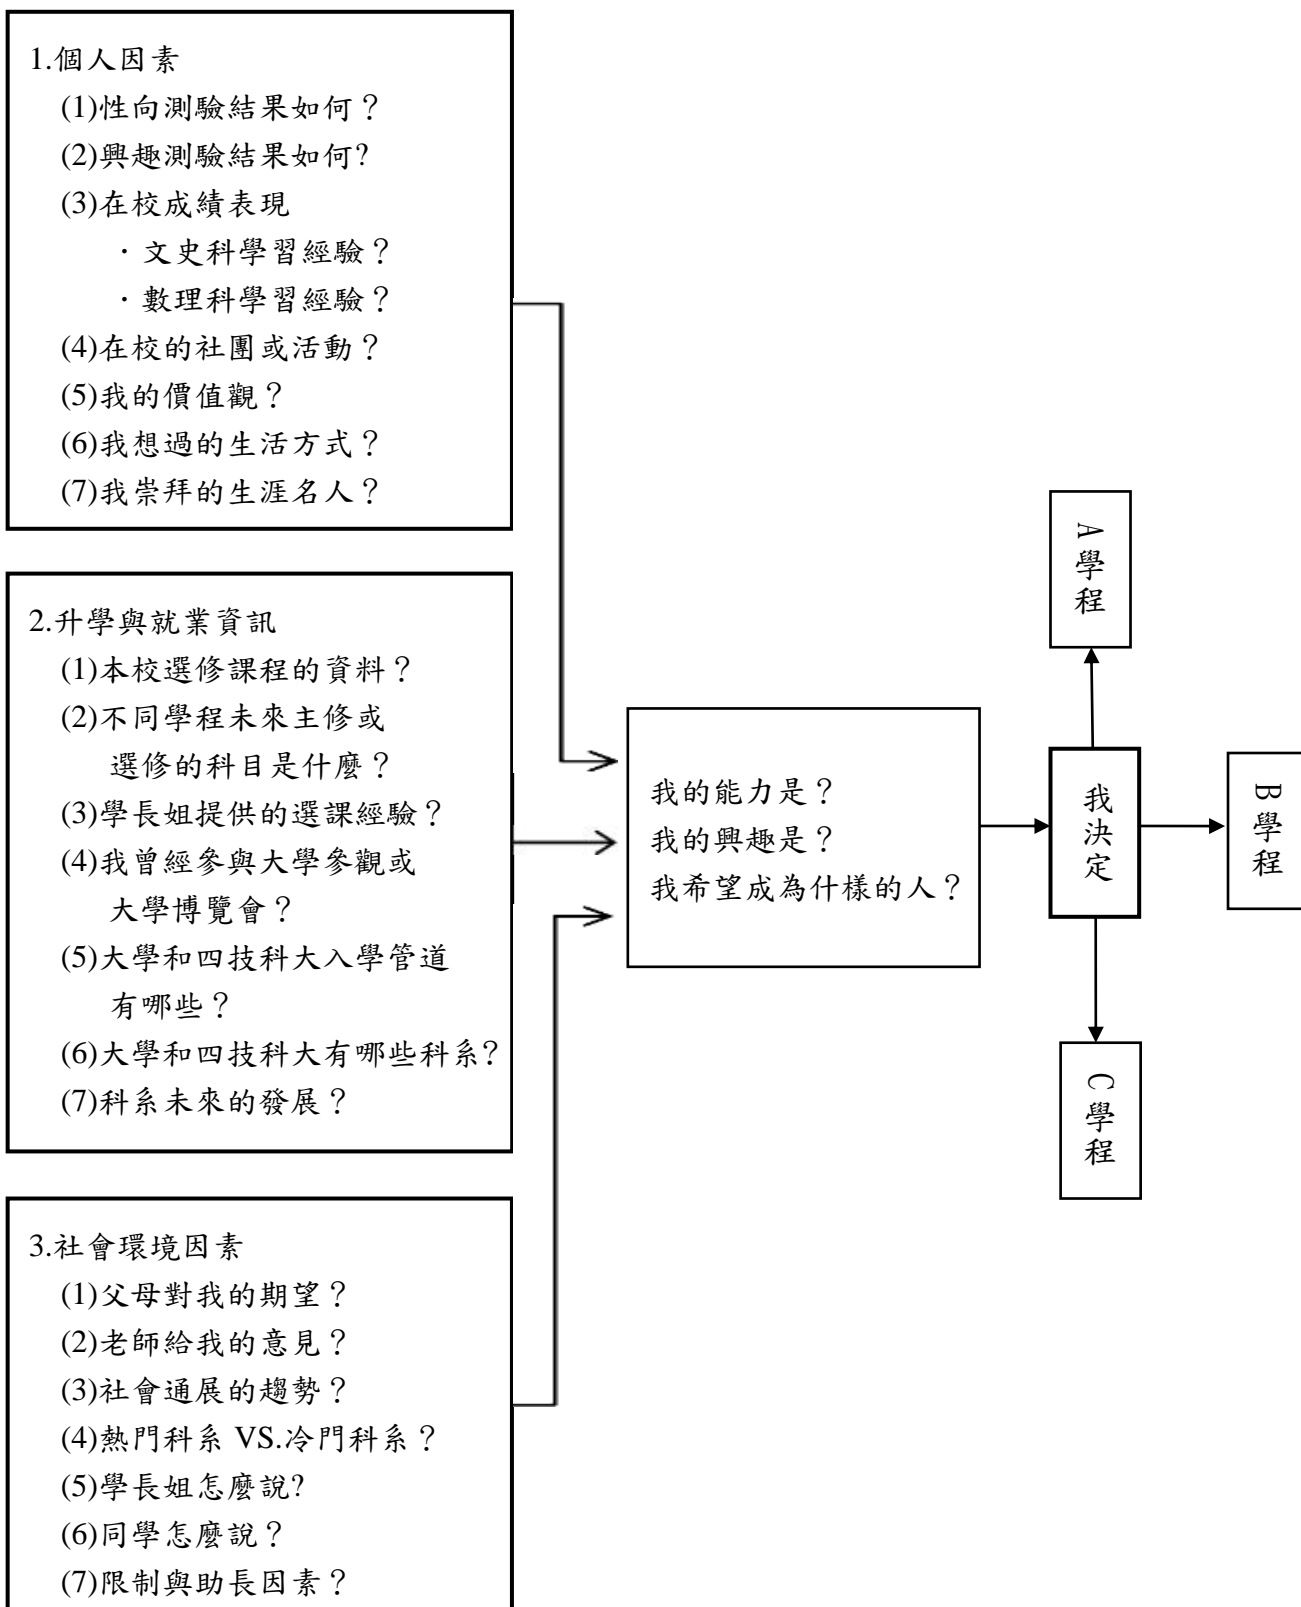 1.個人因素
(1)性向測驗結果如何？
(2)興趣測驗結果如何?
(3)在校成績表現
．文史科學習經驗？
．數理科學習經驗？
(4)在校的社團或活動？
(5)我的價值觀？
(6)我想過的生活方式？
(7)我崇拜的生涯名人？
2.升學與就業資訊
(1)本校選修課程的資料？
(2)不同學程未來主修或
選修的科目是什麼？
(3)學長姐提供的選課經驗？
(4)我曾經參與大學參觀或
大學博覽會？
(5)大學和四技科大入學管道
有哪些？
(6)大學和四技科大有哪些科系?
(7)科系未來的發展？
3.社會環境因素
(1)父母對我的期望？
(2)老師給我的意見？
(3)社會通展的趨勢？
(4)熱門科系 VS.冷門科系？
(5)學長姐怎麼說?
(6)同學怎麼說？
(7)限制與助長因素？
我的能力是？
我的興趣是？
我希望成為什樣的人？
我決定
A學程
B學程
C學程